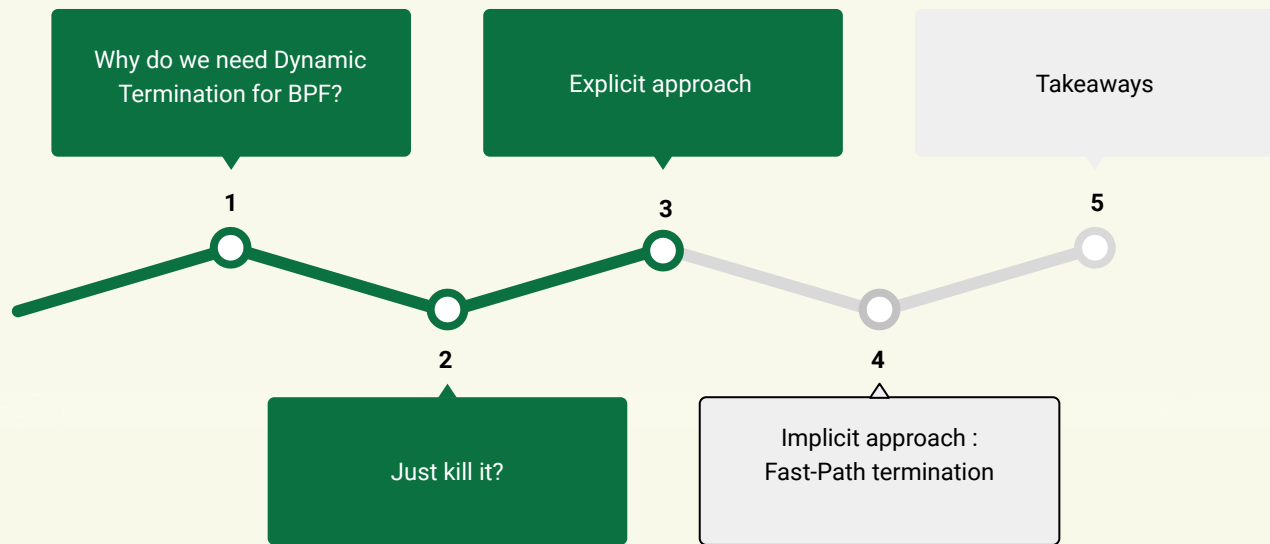 Why do we need Dynamic
Termination for BPF?
Explicit approach
Takeaways
1
3
5
2
4
Just kill it?
Implicit approach :
Fast-Path termination